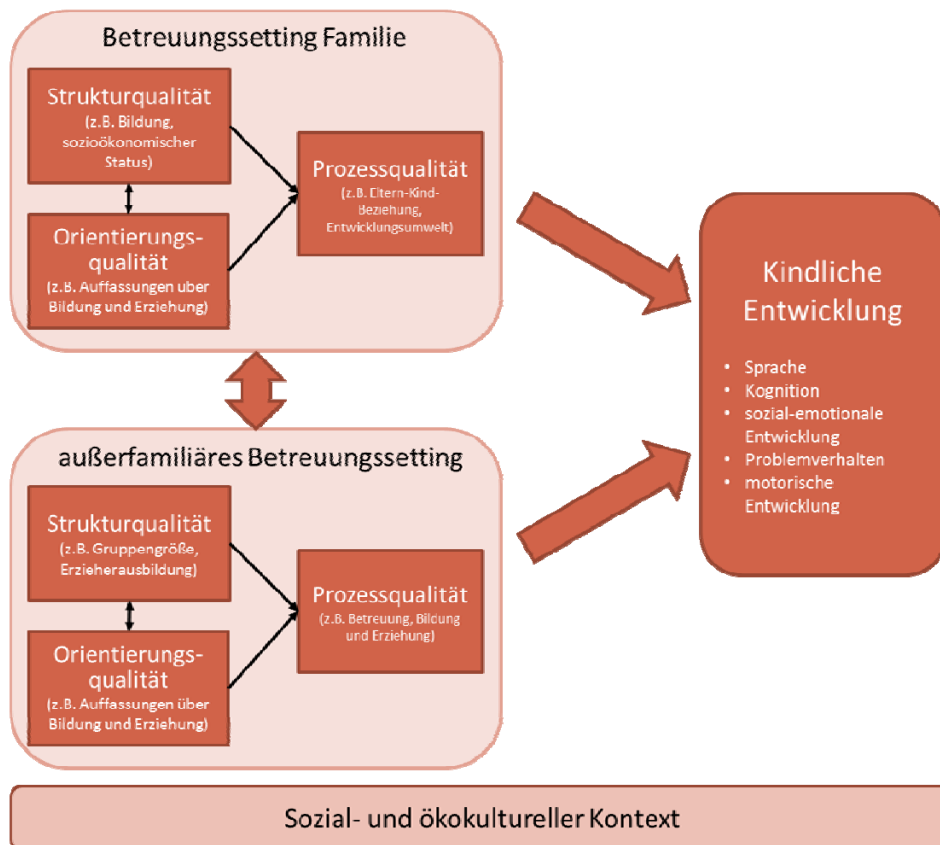 Betreuungssetting Familie
Strukturqualität
(z.B. Bildung,
sozioökonomischer
Status)
Prozessqualität
(z.B. Eltern-Kind-
Beziehung,
Entwicklungsumwelt)
Orientierungs-
qualität
(z.B. Auffassungen über
Bildung und Erziehung)
außerfamiliäres Betreuungssetting
Strukturqualität
(z.B. Gruppengröße,
Erzieherausbildung)
Prozessqualität
(z.B. Betreuung, Bildung
und Erziehung)
Orientierungs-
qualität
(z.B. Auffassungen über
Bildung und Erziehung)
Kindliche
Entwicklung
• Sprache
• Kognition
• sozial-emotionale
Entwicklung
• Problemverhalten
• motorische
Entwicklung
Sozial- und ökokultureller Kontext